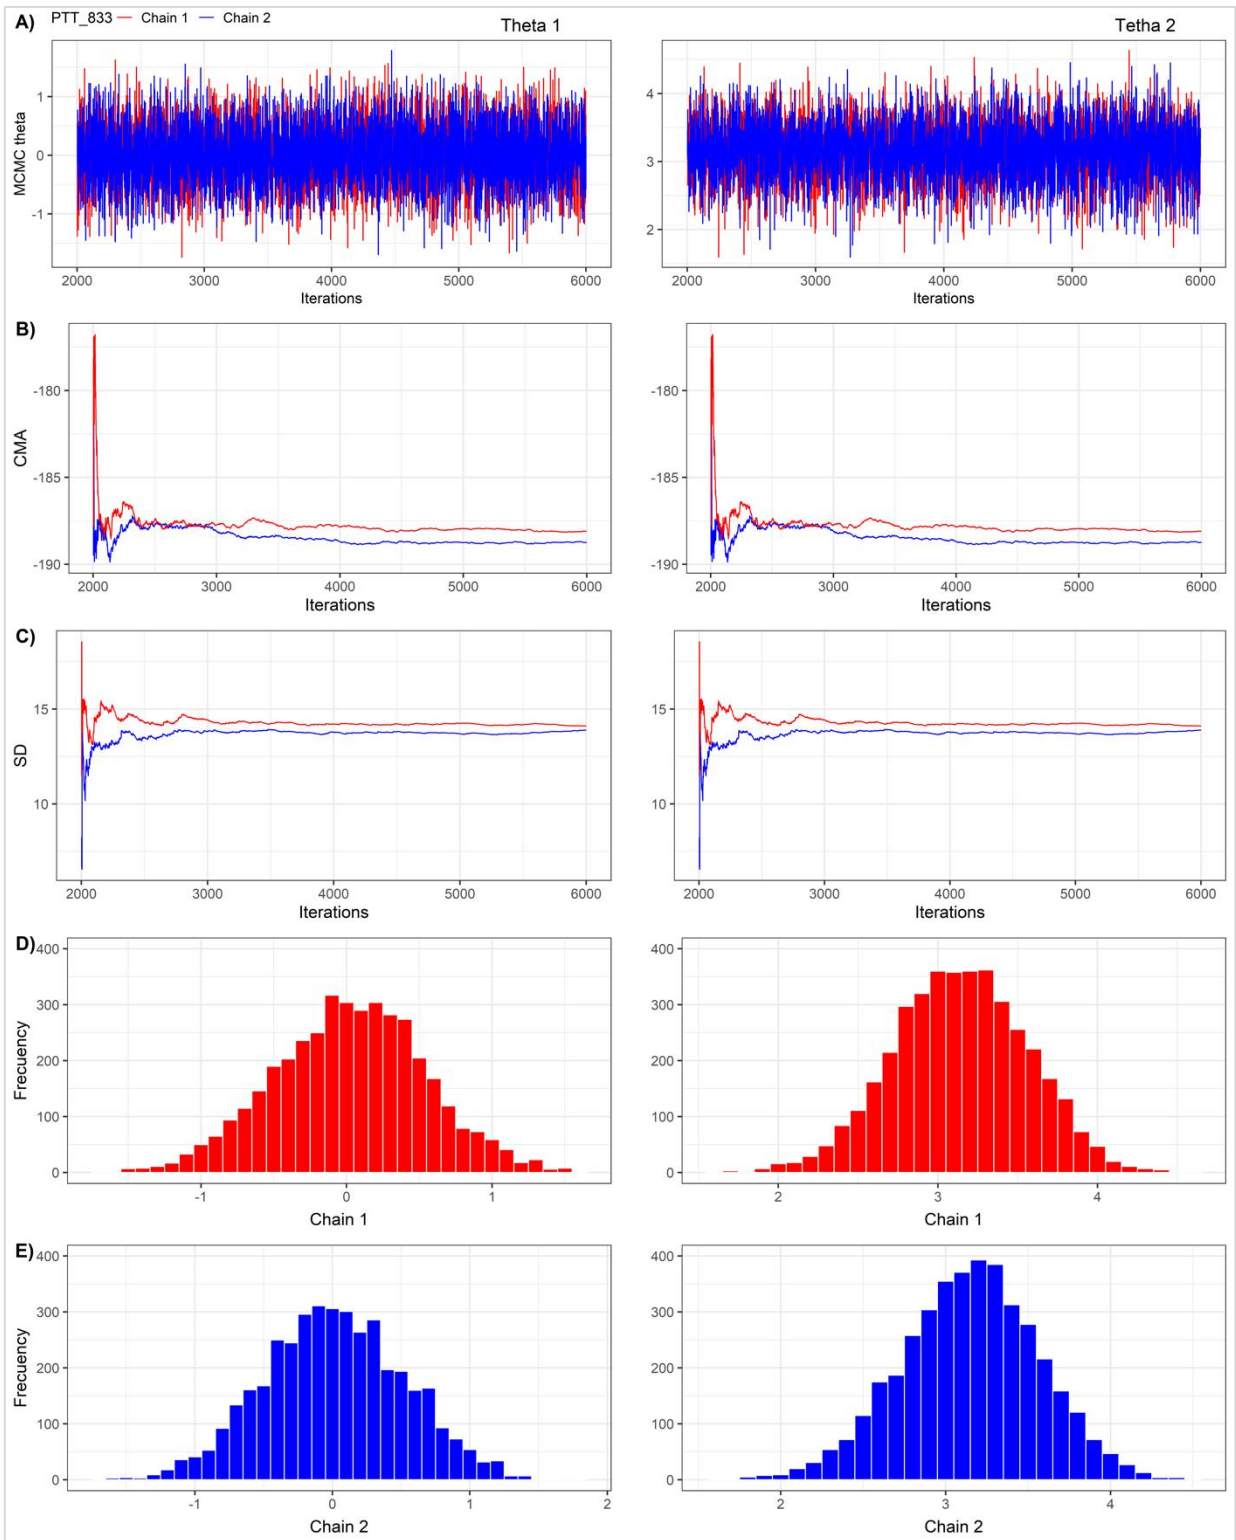 A) PTT_833 Chain 1 Chain 2 Theta 1 Tetha 2
MCMC theta
1
0
-1
2000 3000 4000 5000 6000
Iterations
4
3
2
2000 3000 4000 5000 6000
Iterations
B)
CMA
-180
-185
-190
2000 3000 4000 5000 6000
Iterations
-180
-185
-190
2000 3000 4000 5000 6000
Iterations
C)
SD
15
10
2000 3000 4000 5000 6000
Iterations
15
10
2000 3000 4000 5000 6000
Iterations
D)
Frecuency
400
300
200
100
0
-1 0 1
Chain 1
400
300
200
100
0
2 3 4
Chain 1
E)
Frecuency
400
300
200
100
0
-1 0 1 2
Chain 2
400
300
200
100
0
2 3 4
Chain 2